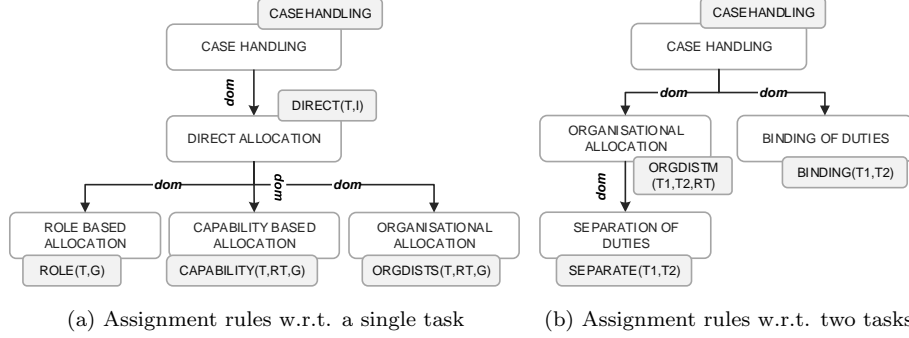 CASEHANDLING
CASE HANDLING
dom
DIRECT(T,I)
DIRECT ALLOCATION
dom
dom
dom
ROLE BASED
ALLOCATION
ROLE(T,G)
CAPABILITY BASED
ALLOCATION
CAPABILITY(T,RT,G)
ORGANISATIONAL
ALLOCATION
ORGDISTS(T,RT,G)
(a) Assignment rules w.r.t. a single task
CASEHANDLING
CASE HANDLING
dom
dom
ORGANISATIONAL
ALLOCATION
ORGDISTM
(T1,T2,RT)
BINDING OF DUTIES
BINDING(T1,T2)
dom
SEPARATION OF
DUTIES
SEPARATE(T1,T2)
(b) Assignment rules w.r.t. two tasks